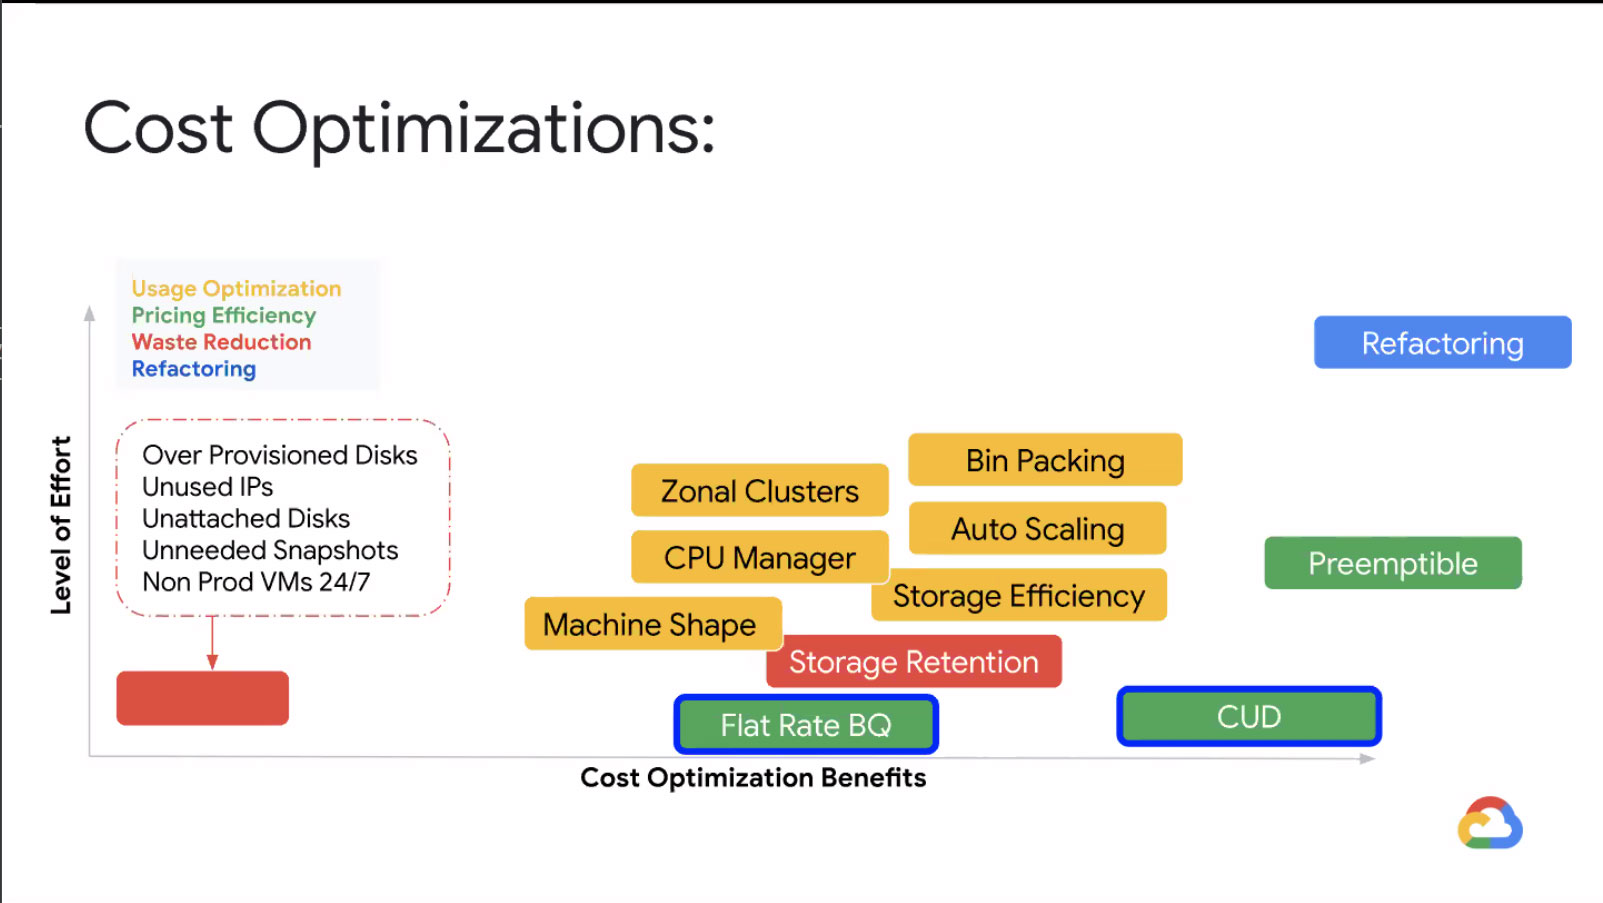 Cost Optimizations:
Usage Optimization
Pricing Efficiency
Waste Reduction
Refactoring
Refactoring
Level of Effort
Over Provisioned Disks
Unused IPs
Unattached Disks
Unneeded Snapshots
Non Prod VMs 24/7
Bin Packing
Zonal Clusters
Auto Scaling
CPU Manager
Preemptible
Storage Efficiency
Machine Shape
Storage Retention
Flat Rate BQ
CUD
Cost Optimization Benefits